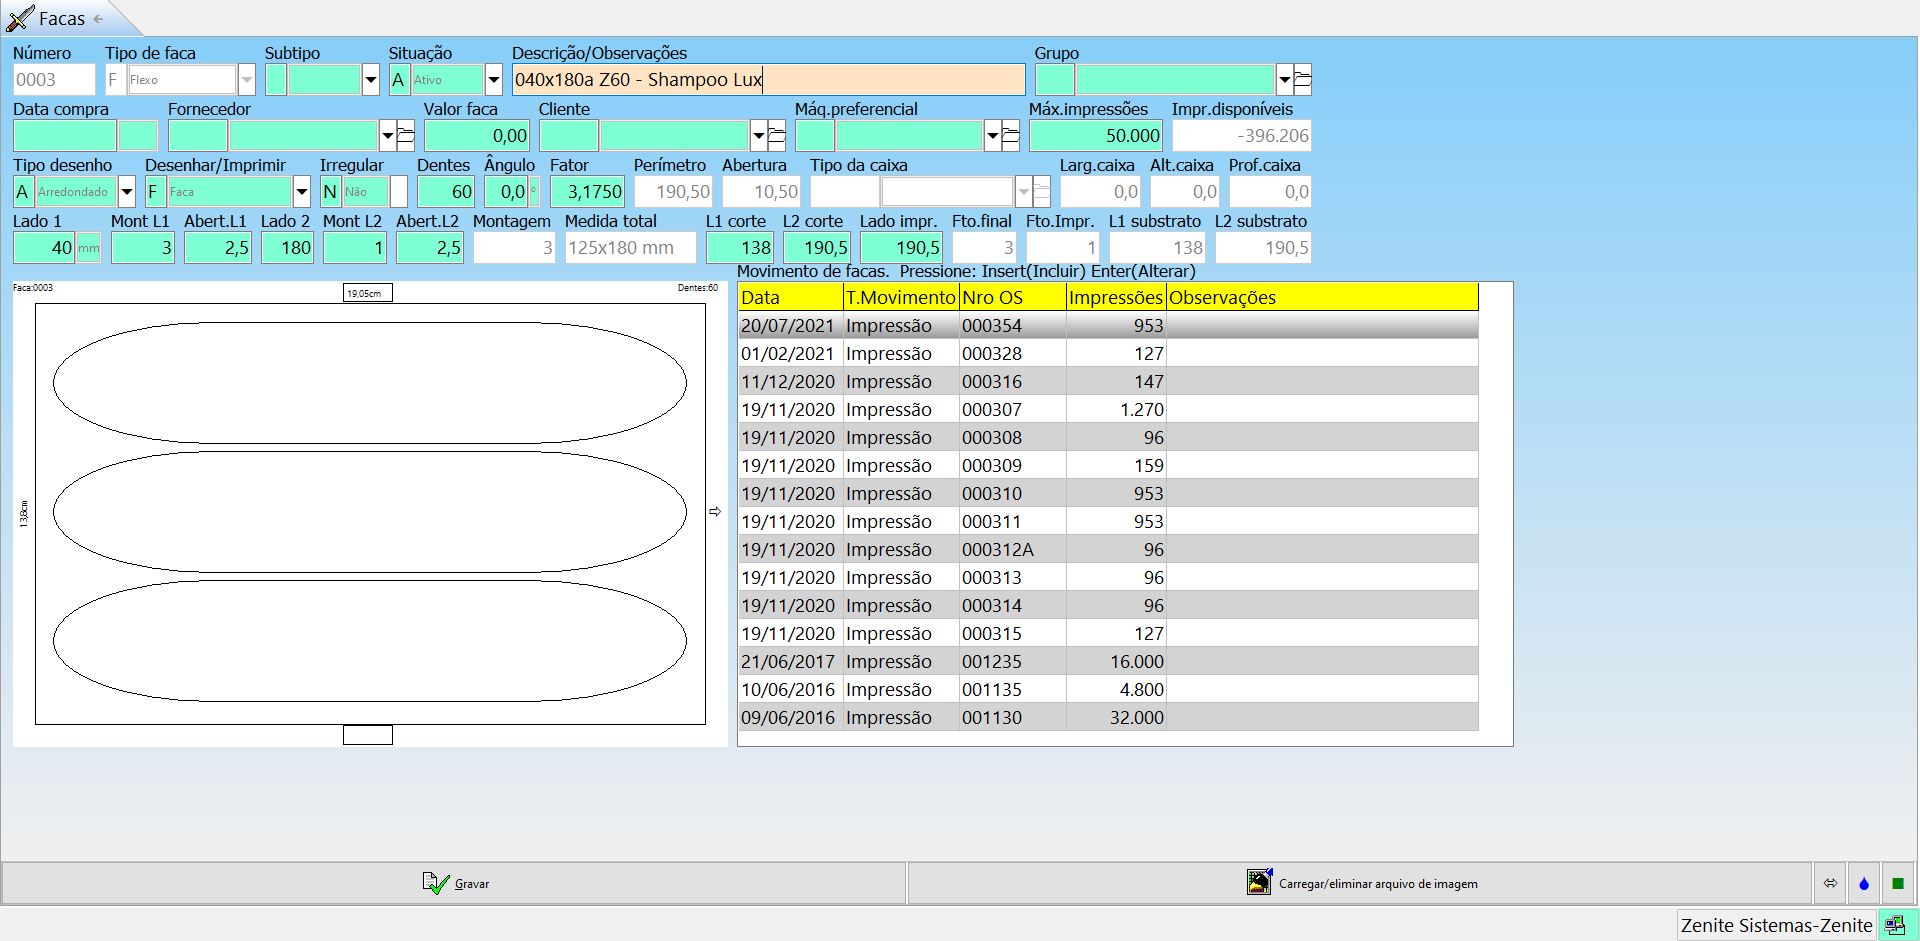 Facas
Número Tipo de faca Subtipo Situação Descrição/Observações Grupo
0003 F Flexo A Ativo 040x180a Z60 - Shampoo Lux
Data compra Fornecedor Valor faca Cliente Máq.preferencial Máx.impressões Impr.disponíveis
0,00 50.000 -396.206
Tipo desenho Desenhar/Imprimir Irregular Dentes Ângulo Fator Perímetro Abertura Tipo da caixa Larg.caixa Alt.caixa Prof.caixa
A Arredondado F Faca N Não 60 0,0 ° 3,1750 190,50 10,50 0,0 0,0 0,0
Lado 1 Mont L1 Abert.L1 Lado 2 Mont L2 Abert.L2 Montagem Medida total L1 corte L2 corte Lado impr. Fto.final Fto.Impr. L1 substrato L2 substrato
40 mm 3 2,5 180 1 2,5 3 125x180 mm 138 190,5 190,5 3 1 138 190,5
Faca:0003 19,05cm Dentes:60
13,8cm
Movimento de facas. Pressione: Insert(Incluir) Enter(Alterar)
Data T.Movimento Nro OS Impressões Observações
20/07/2021 Impressão 000354 953
01/02/2021 Impressão 000328 127
11/12/2020 Impressão 000316 147
19/11/2020 Impressão 000307 1.270
19/11/2020 Impressão 000308 96
19/11/2020 Impressão 000309 159
19/11/2020 Impressão 000310 953
19/11/2020 Impressão 000311 953
19/11/2020 Impressão 000312A 96
19/11/2020 Impressão 000313 96
19/11/2020 Impressão 000314 96
19/11/2020 Impressão 000315 127
21/06/2017 Impressão 001235 16.000
10/06/2016 Impressão 001135 4.800
09/06/2016 Impressão 001130 32.000
Gravar Carregar/eliminar arquivo de imagem
Zenite Sistemas-Zenite